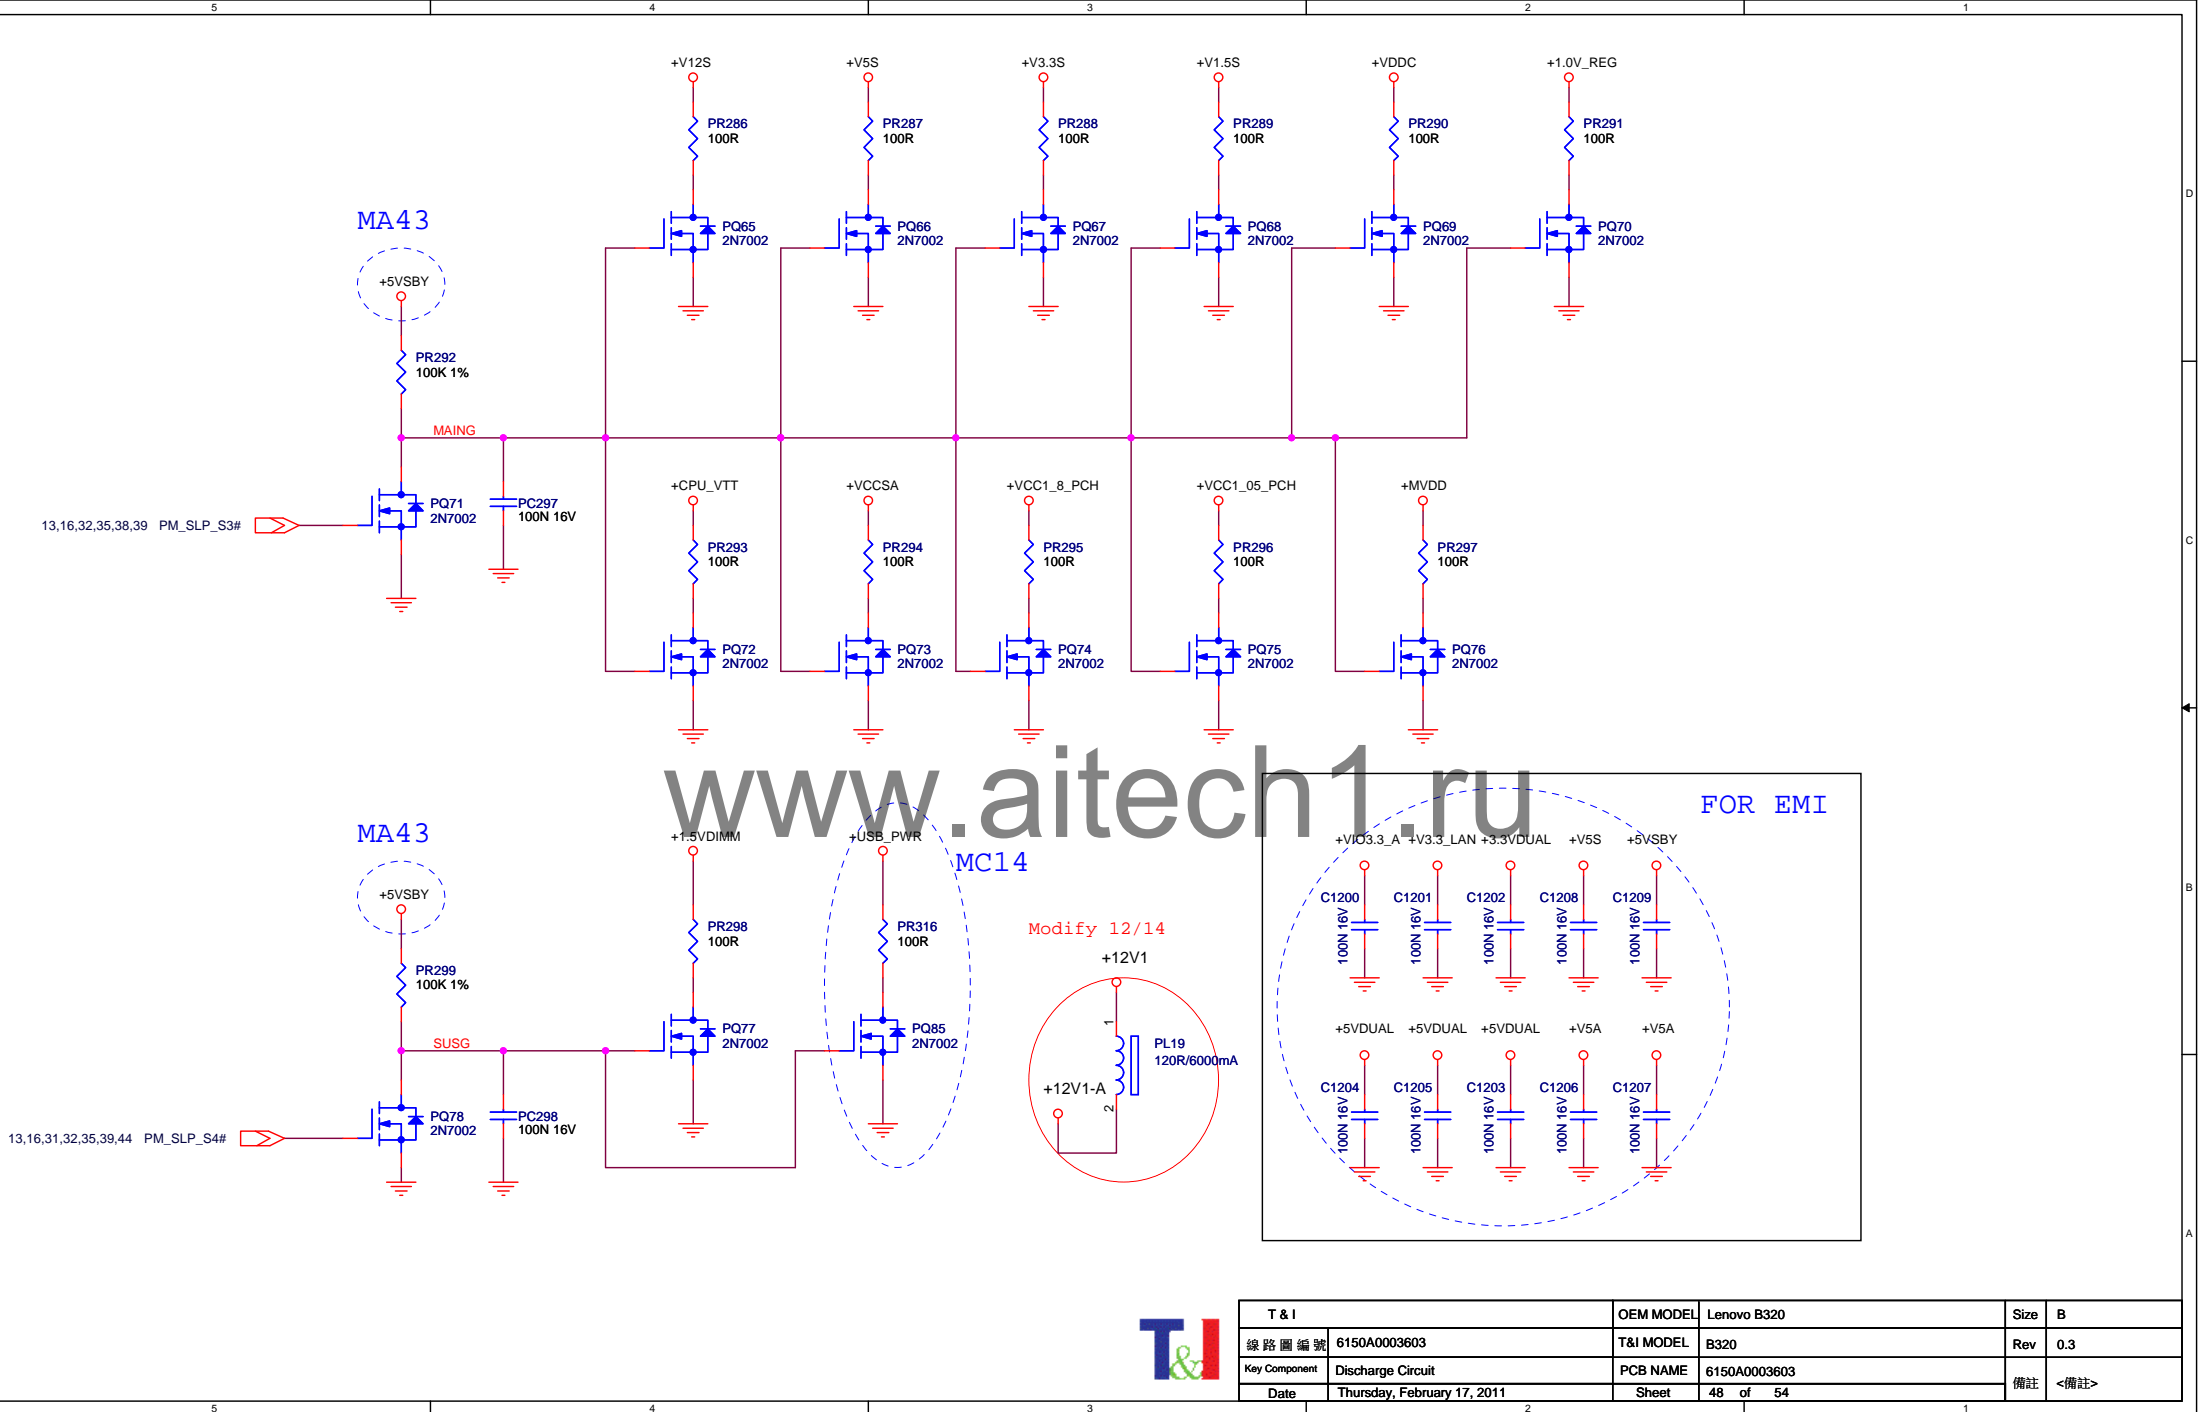 5 4 3 2 1
+V12S +V5S +V3.3S +V1.5S +VDDC +1.0V_REG
PR286 PR287 PR288 PR289 PR290 PR291
100R 100R 100R 100R 100R 100R
D
MA43
PQ65 PQ66 PQ67 PQ68 PQ69 PQ70
2N7002 2N7002 2N7002 2N7002 2N7002 2N7002
+5VSBY
PR292
100K 1%
MAING
+CPU_VTT +VCCSA +VCC1_8_PCH +VCC1_05_PCH +MVDD
PQ71 PC297
2N7002 100N 16V
13,16,32,35,38,39 PM_SLP_S3#
C
PR293 PR294 PR295 PR296 PR297
100R 100R 100R 100R 100R
PQ72 PQ73 PQ74 PQ75 PQ76
2N7002 2N7002 2N7002 2N7002 2N7002
www.aitech1.ru
FOR EMI
MA43
+1.5VDIMM +USB_PWR
MC14
+VIO3.3_A +V3.3_LAN +3.3VDUAL +V5S +5VSBY
B
+5VSBY
C1200 C1201 C1202 C1208 C1209
100N 16V 100N 16V 100N 16V 100N 16V 100N 16V
PR298 PR316
100R 100R
Modify 12/14
+12V1
PR299
100K 1%
PQ77 PQ85
2N7002 2N7002
SUSG
1
PL19
120R/6000mA
+12V1-A
2
+5VDUAL +5VDUAL +5VDUAL +V5A +V5A
C1204 C1205 C1203 C1206 C1207
100N 16V 100N 16V 100N 16V 100N 16V 100N 16V
PQ78 PC298
2N7002 100N 16V
13,16,31,32,35,39,44 PM_SLP_S4#
A
T&I
T & I OEM MODEL Lenovo B320 Size B
線路圖編號 6150A0003603 T&I MODEL B320 Rev 0.3
Key Component Discharge Circuit PCB NAME 6150A0003603
備註 <備註>
Date Thursday, February 17, 2011 Sheet 48 of 54
5 4 3 2 1